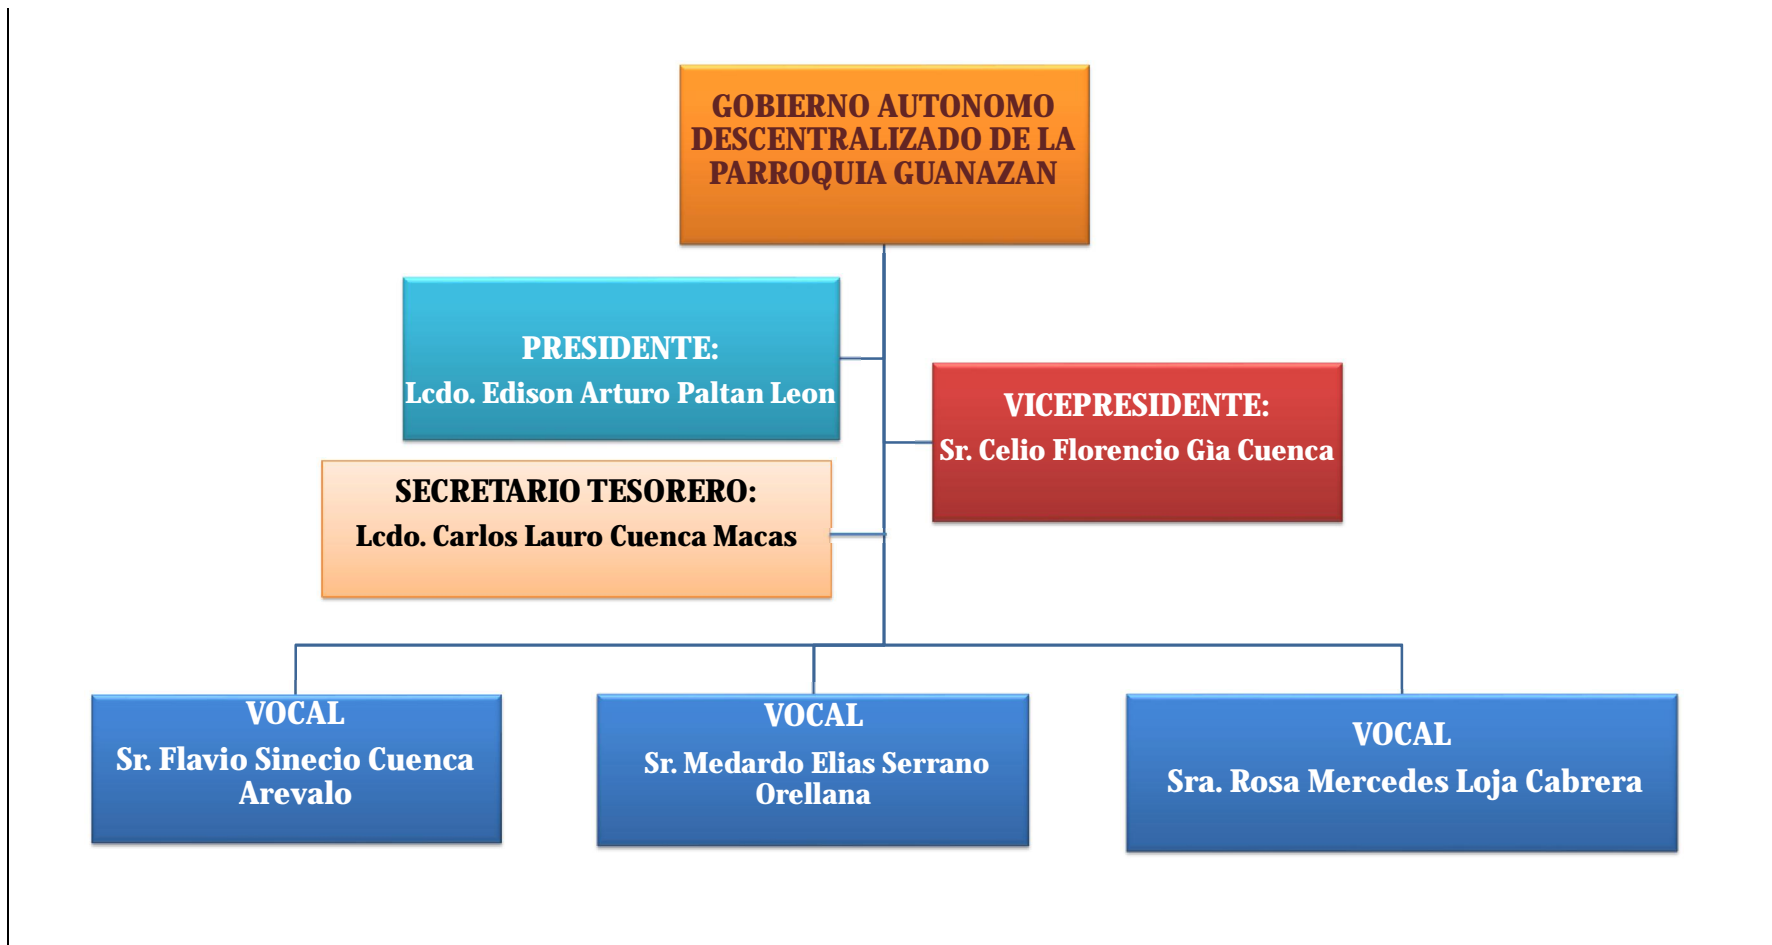 GOBIERNO AUTONOMO
DESCENTRALIZADO DE LA
PARROQUIA GUANAZAN
PRESIDENTE:
Lcdo. Edison Arturo Paltan Leon
VICEPRESIDENTE:
Sr. Celio Florencio Gìa Cuenca
SECRETARIO TESORERO:
Lcdo. Carlos Lauro Cuenca Macas
VOCAL
Sr. Flavio Sinecio Cuenca
Arevalo
VOCAL
Sr. Medardo Elias Serrano
Orellana
VOCAL
Sra. Rosa Mercedes Loja Cabrera